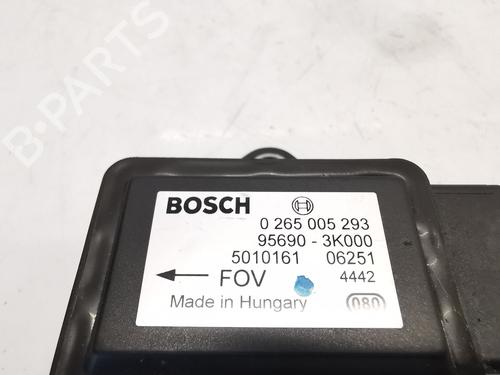 B-PARTS
BOSCH
0 265 005 293
95690 - 3K000
5010161 06251
FOV 4442
Made in Hungary 080